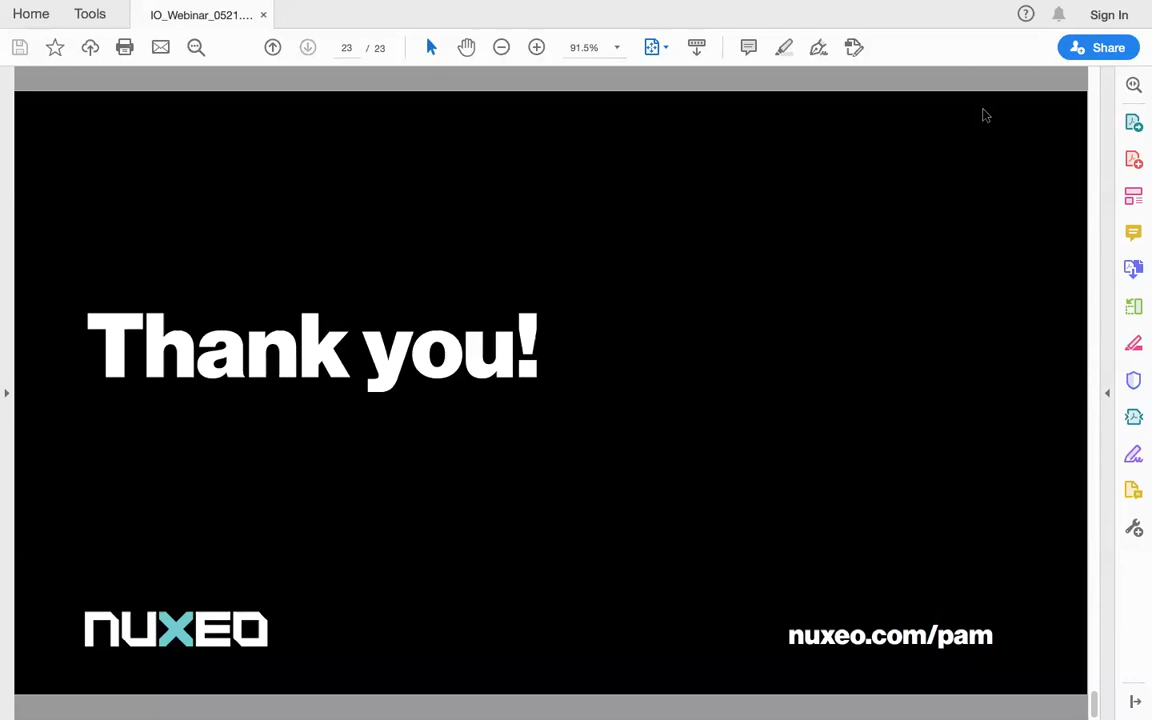 Home
Tools
IO_Webinar_0521....
Sign In
23 / 23
91.5%
Share
Thank you!
nuxeo
nuxeo.com/pam